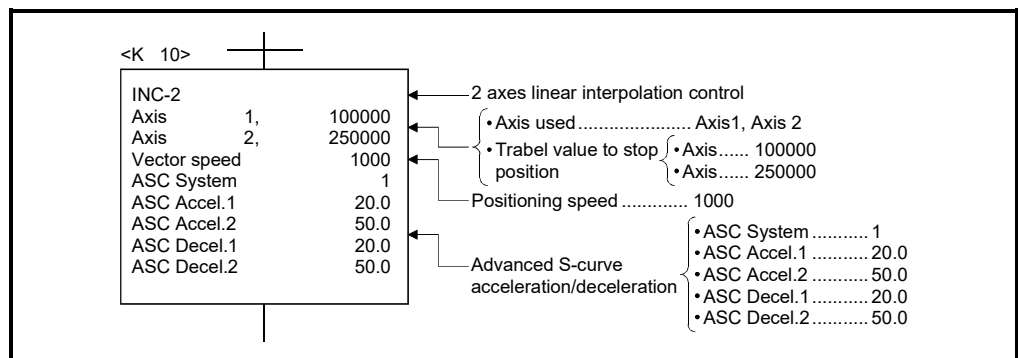 <K 10>
INC-2
Axis 1, 100000
Axis 2, 250000
Vector speed 1000
ASC System 1
ASC Accel.1 20.0
ASC Accel.2 50.0
ASC Decel.1 20.0
ASC Decel.2 50.0
2 axes linear interpolation control
• Axis used ...................... Axis1, Axis 2
• Trabel value to stop position
• Axis...... 100000
• Axis...... 250000
Positioning speed ............. 1000
Advanced S-curve
acceleration/deceleration
• ASC System ........... 1
• ASC Accel.1 ........... 20.0
• ASC Accel.2 ........... 50.0
• ASC Decel.1 ........... 20.0
• ASC Decel.2 ........... 50.0